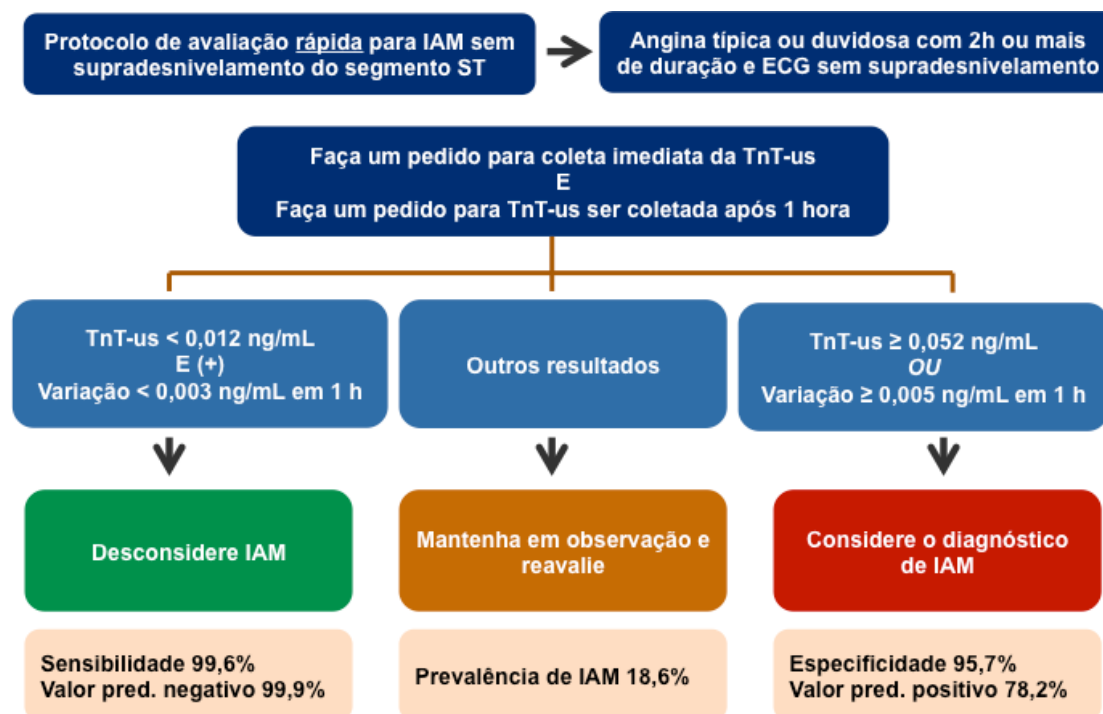 Protocolo de avaliação rápida para IAM sem
supradesnivelamento do segmento ST
Angina típica ou duvidosa com 2h ou mais
de duração e ECG sem supradesnivelamento
Faça um pedido para coleta imediata da TnT-us
E
Faça um pedido para TnT-us ser coletada após 1 hora
TnT-us < 0,012 ng/mL
E (+)
Variação < 0,003 ng/mL em 1 h
Outros resultados
TnT-us ≥ 0,052 ng/mL
OU
Variação ≥ 0,005 ng/mL em 1 h
Desconsidere IAM
Mantenha em observação e
reavalie
Considere o diagnóstico
de IAM
Sensibilidade 99,6%
Valor pred. negativo 99,9%
Prevalência de IAM 18,6%
Especificidade 95,7%
Valor pred. positivo 78,2%